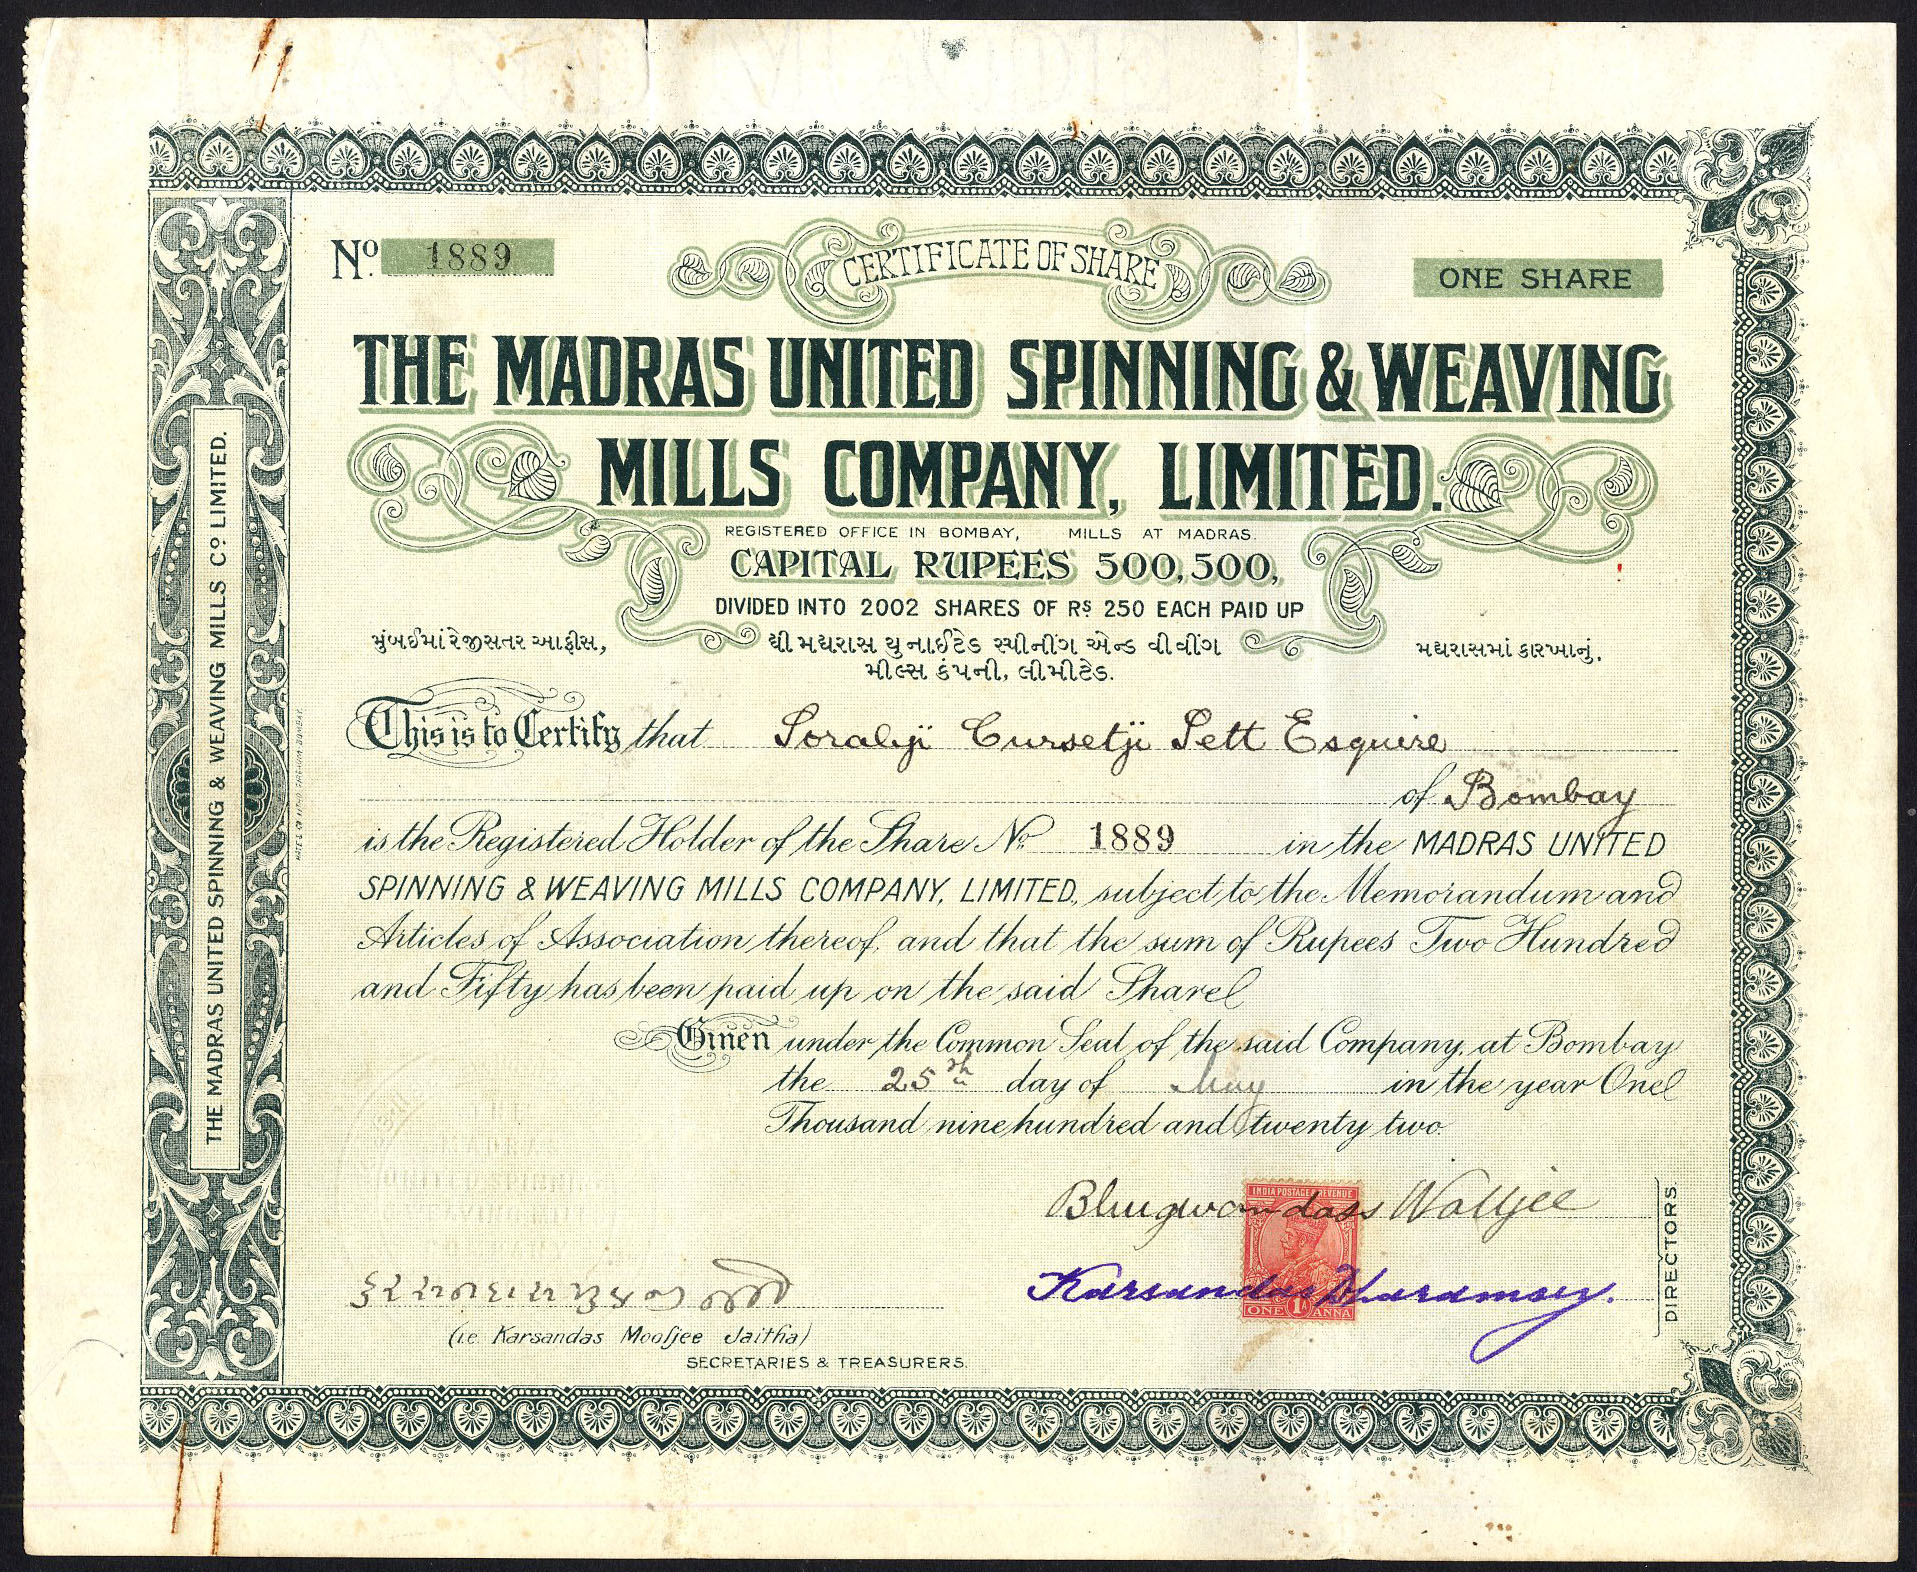 No. 1889
CERTIFICATE OF SHARE
ONE SHARE
THE MADRAS UNITED SPINNING & WEAVING
MILLS COMPANY, LIMITED.
REGISTERED OFFICE IN BOMBAY, MILLS AT MADRAS.
CAPITAL RUPEES 500,500,
DIVIDED INTO 2002 SHARES OF Rs 250 EACH PAID UP
મુંબઈમાં રેજીસતર આફીસ,
ધી મદ્યરાસ યુનાઈટેડ સ્પીનીંગ એન્ડ વીવીંગ
મીલ્સ કંપની, લીમીટેડ.
મદ્યરાસમાં કારખાનું.
This is to Certify that Sorabji Cursetji Sett Esquire
of Bombay
is the Registered Holder of the Share No. 1889 in the MADRAS UNITED
SPINNING & WEAVING MILLS COMPANY, LIMITED, subject to the Memorandum and
Articles of Association thereof, and that the sum of Rupees Two Hundred
and Fifty has been paid up on the said Share
Given under the Common Seal of the said Company, at Bombay
the 25th day of May in the year One
Thousand nine hundred and twenty two.
Bhugwandass Walljee
INDIA POSTAGE & REVENUE
Karsandas Dharamsey.
ONE 1A ANNA
DIRECTORS.
(i.e. Karsandas Mooljee Jaitha)
SECRETARIES & TREASURERS.
THE MADRAS UNITED SPINNING & WEAVING MILLS Co. LIMITED.